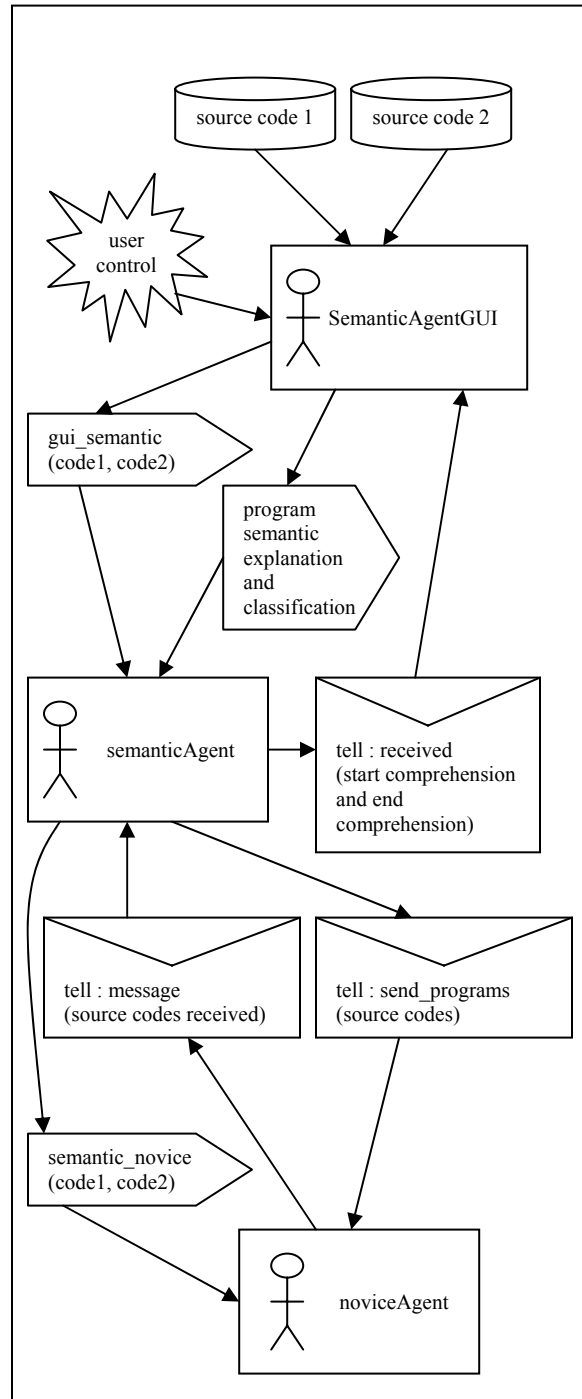 source code 1
source code 2
user
control
SemanticAgentGUI
gui_semantic
(code1, code2)
program
semantic
explanation
and
classification
semanticAgent
tell : received
(start comprehension
and end
comprehension)
tell : message
(source codes received)
tell : send_programs
(source codes)
semantic_novice
(code1, code2)
noviceAgent